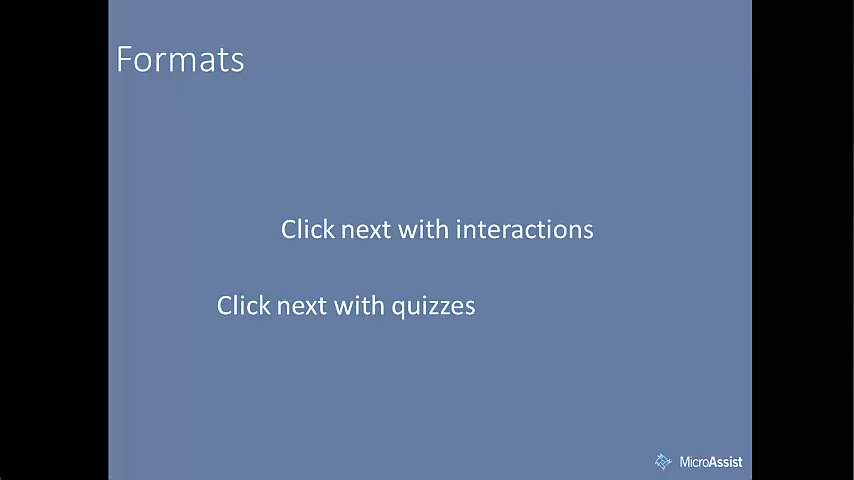 Formats
Click next with interactions
Click next with quizzes
MicroAssist